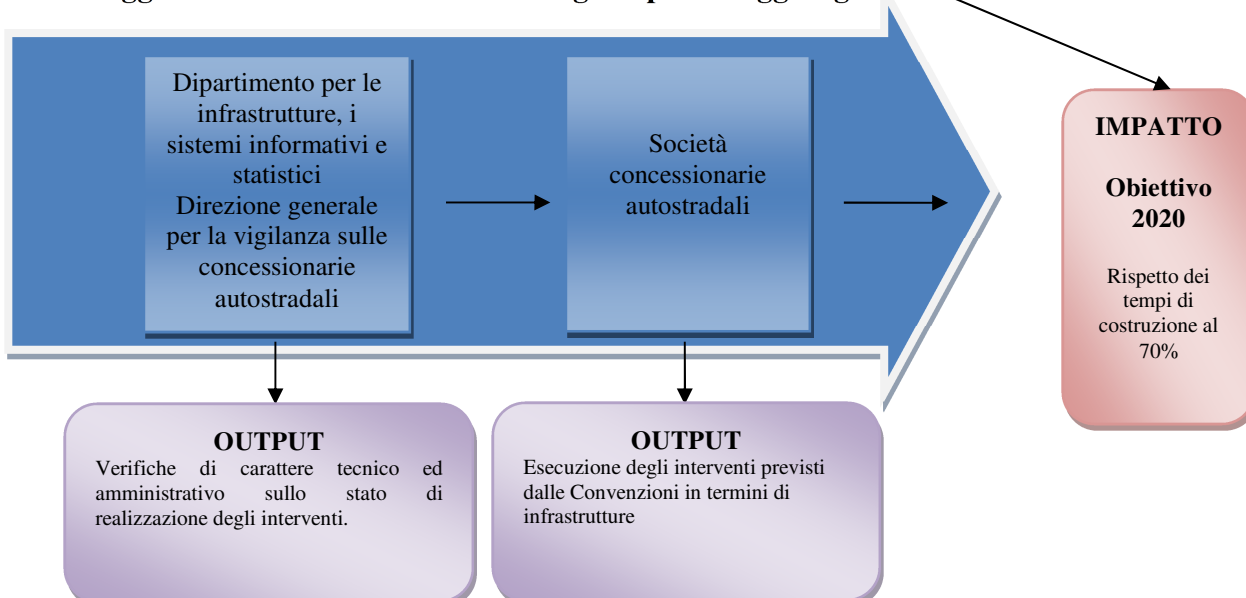 Dipartimento per le
infrastrutture, i
sistemi informativi e
statistici
Direzione generale
per la vigilanza sulle
concessionarie
autostradali
Società
concessionarie
autostradali
IMPATTO
Obiettivo
2020
Rispetto dei
tempi di
costruzione al
70%
OUTPUT
Verifiche di carattere tecnico ed
amministrativo sullo stato di
realizzazione degli interventi.
OUTPUT
Esecuzione degli interventi previsti
dalle Convenzioni in termini di
infrastrutture